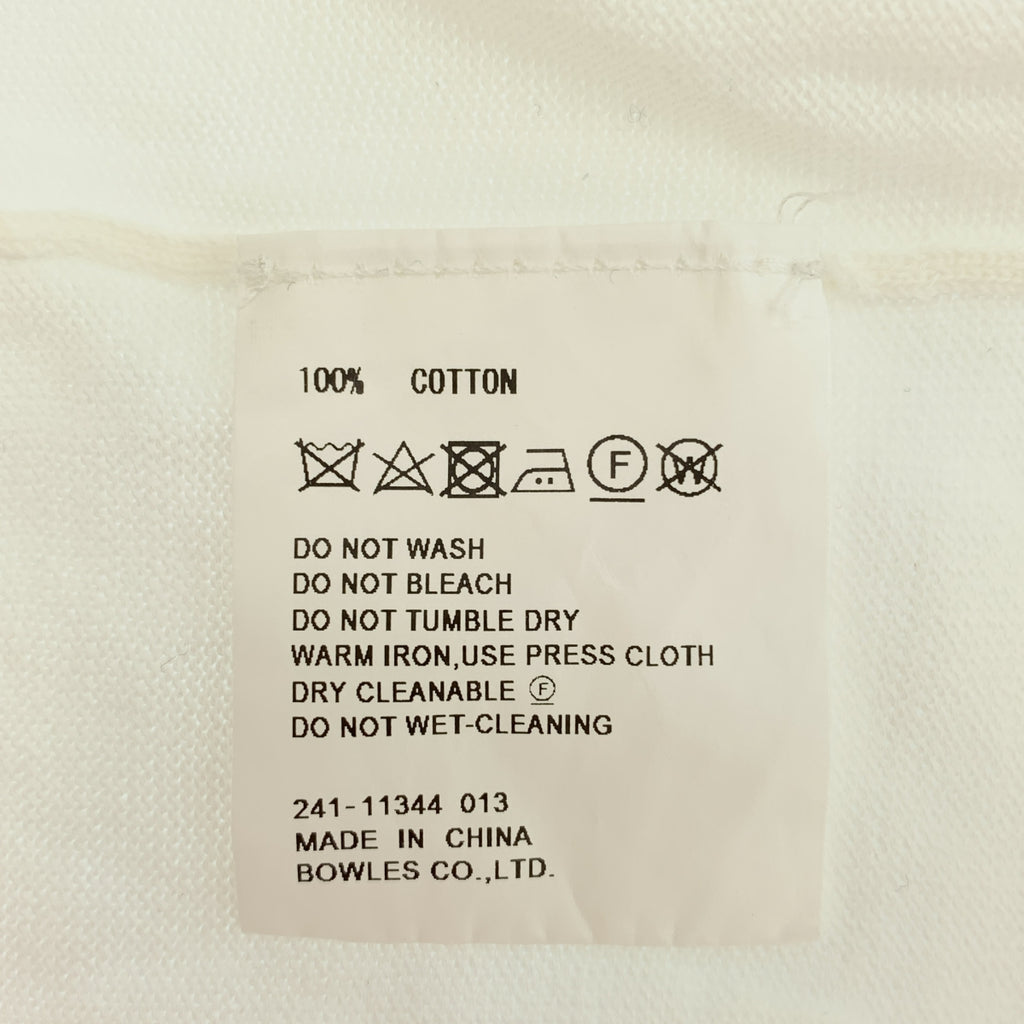 100% COTTON
F W
DO NOT WASH
DO NOT BLEACH
DO NOT TUMBLE DRY
WARM IRON,USE PRESS CLOTH
DRY CLEANABLE Ⓕ
DO NOT WET-CLEANING
241-11344 013
MADE IN CHINA
BOWLES CO.,LTD.